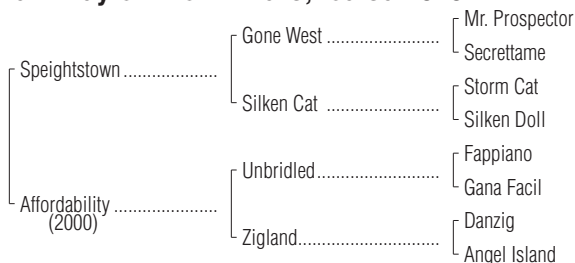 Mr. Prospector
Gone West ........................
Secrettame
Speightstown ....................
Storm Cat
Silken Cat ........................
Silken Doll
Fappiano
Unbridled..........................
Gana Facil
Affordability ......................
(2000)
Danzig
Zigland..............................
Angel Island